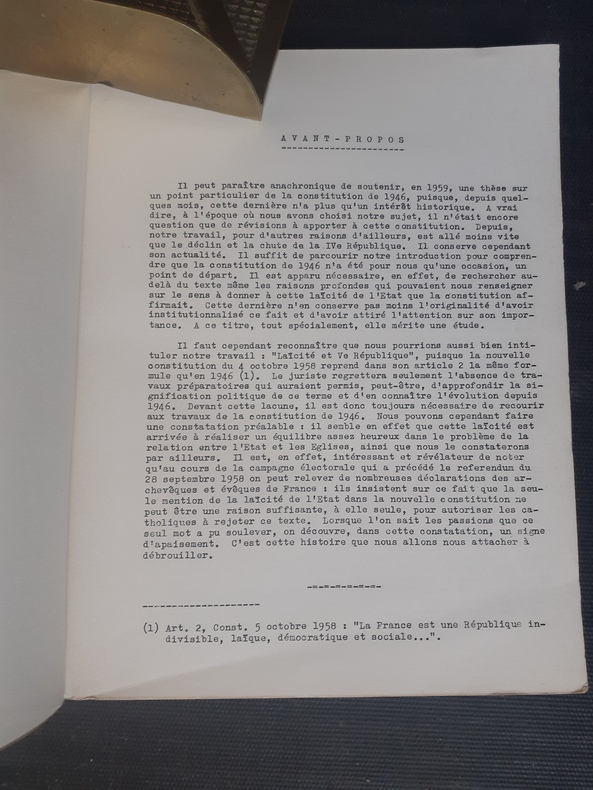 AVANT-PROPOS
Il peut paraître anachronique de soutenir, en 1959, une thèse sur
un point particulier de la constitution de 1946, puisque, depuis quel-
ques mois, cette dernière n'a plus qu'un intérêt historique. A vrai
dire, à l'époque où nous avons choisi notre sujet, il n'était encore
question que de révisions à apporter à cette constitution. Depuis,
notre travail, pour d'autres raisons d'ailleurs, est allé moins vite
que le déclin et la chute de la IVe République. Il conserve cependant
son actualité. Il suffit de parcourir notre introduction pour compren-
dre que la constitution de 1946 n'a été pour nous qu'une occasion, un
point de départ. Il est apparu nécessaire, en effet, de rechercher au-
delà du texte même les raisons profondes qui pouvaient nous renseigner
sur le sens à donner à cette laïcité de l'Etat que la constitution af-
firmait. Cette dernière n'en conserve pas moins l'originalité d'avoir
institutionnalisé ce fait et d'avoir attiré l'attention sur son impor-
tance. A ce titre, tout spécialement, elle mérite une étude.
Il faut cependant reconnaître que nous pourrions aussi bien inti-
tuler notre travail : "Laïcité et Ve République", puisque la nouvelle
constitution du 4 octobre 1958 reprend dans son article 2 la même for-
mule qu'en 1946 (1). Le juriste regrettera seulement l'absence de tra-
vaux préparatoires qui auraient permis, peut-être, d'approfondir la si-
gnification politique de ce terme et d'en connaître l'évolution depuis
1946. Devant cette lacune, il est donc toujours nécessaire de recourir
aux travaux de la constitution de 1946. Nous pouvons cependant faire
une constatation préalable : il semble en effet que cette laïcité est
arrivée à réaliser un équilibre assez heureux dans le problème de la
relation entre l'Etat et les Eglises, ainsi que nous le constaterons
par ailleurs. Il est, en effet, intéressant et révélateur de noter
qu'au cours de la campagne électorale qui a précédé le referendum du
28 septembre 1958 on peut relever de nombreuses déclarations des ar-
chevêques et évêques de France : ils insistent sur ce fait que la seu-
le mention de la laïcité de l'Etat dans la nouvelle constitution ne
peut être une raison suffisante, à elle seule, pour autoriser les ca-
tholiques à rejeter ce texte. Lorsque l'on sait les passions que ce
seul mot a pu soulever, on découvre, dans cette constatation, un signe
d'apaisement. C'est cette histoire que nous allons nous attacher à
débrouiller.
(1) Art. 2, Const. 5 octobre 1958 : "La France est une République in-
divisible, laïque, démocratique et sociale...".